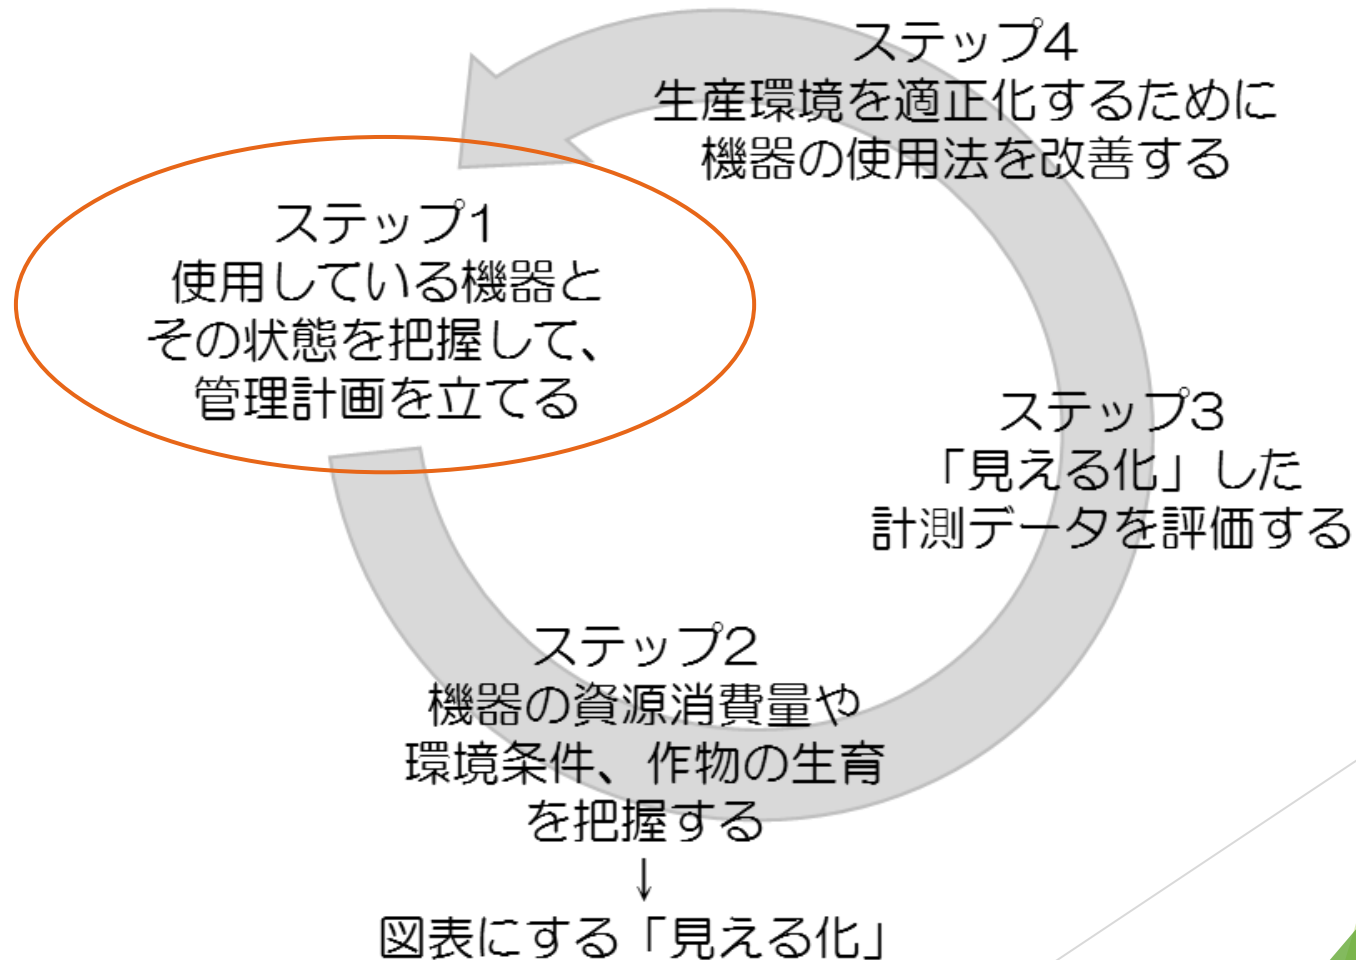 ステップ1
使用している機器と
その状態を把握して、
管理計画を立てる
ステップ2
機器の資源消費量や
環境条件、作物の生育
を把握する
↓
図表にする「見える化」
ステップ3
「見える化」した
計測データを評価する
ステップ4
生産環境を適正化するために
機器の使用法を改善する